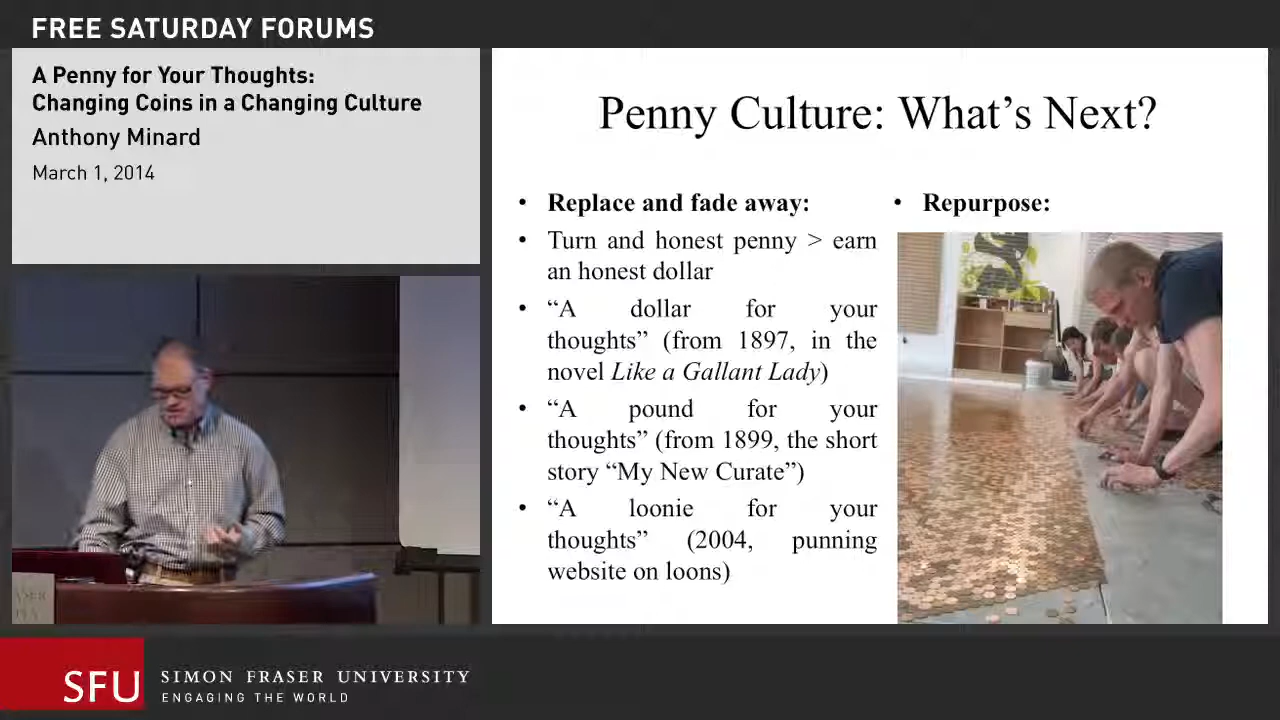 FREE SATURDAY FORUMS
A Penny for Your Thoughts:
Changing Coins in a Changing Culture
Anthony Minard
March 1, 2014
Penny Culture: What’s Next?
• Replace and fade away:
• Turn and honest penny > earn
an honest dollar
• “A dollar for your
thoughts” (from 1897, in the
novel Like a Gallant Lady)
• “A pound for your
thoughts” (from 1899, the short
story “My New Curate”)
• “A loonie for your
thoughts” (2004, punning
website on loons)
• Repurpose:
SFU
SIMON FRASER UNIVERSITY
ENGAGING THE WORLD